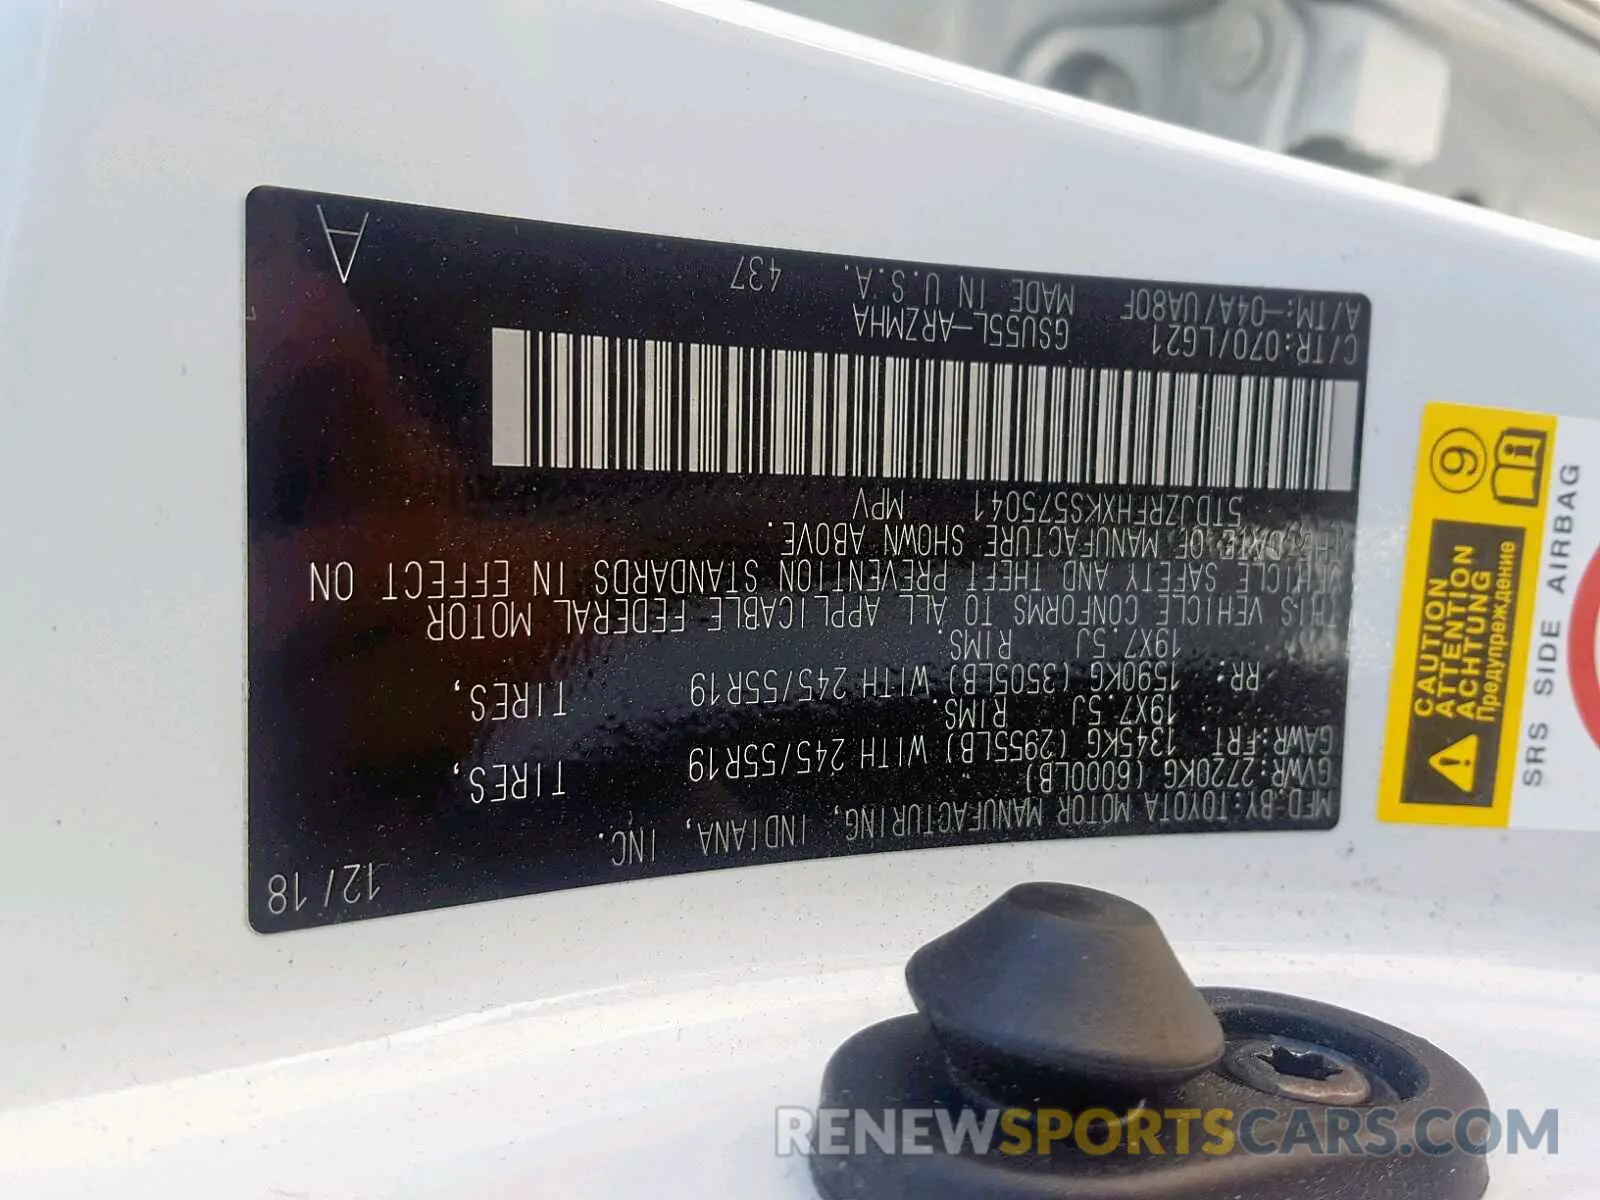 MFD-BY:TOYOTA MOTOR MANUFACTURING, INDIANA, INC. 12/18
GVWR:2720KG (6000LB)
GAWR:FRT. 1345KG (2955LB) WITH 245/55R19 TIRES,
19X7.5J RIMS.
RR. 1590KG (3505LB) WITH 245/55R19 TIRES,
19X7.5J RIMS.
THIS VEHICLE CONFORMS TO ALL APPLICABLE FEDERAL MOTOR
VEHICLE SAFETY AND THEFT PREVENTION STANDARDS IN EFFECT ON
THE DATE OF MANUFACTURE SHOWN ABOVE.
5TDJZRFHXKS575041 MPV
C/TR:070/LG21 GSU55L-ARZMHA
A/TM:-04A/UA80F MADE IN U.S.A. 437
A
CAUTION
ATTENTION
ACHTUNG
Предупреждение
SRS SIDE AIRBAG
RENEWSPORTSCARS.COM